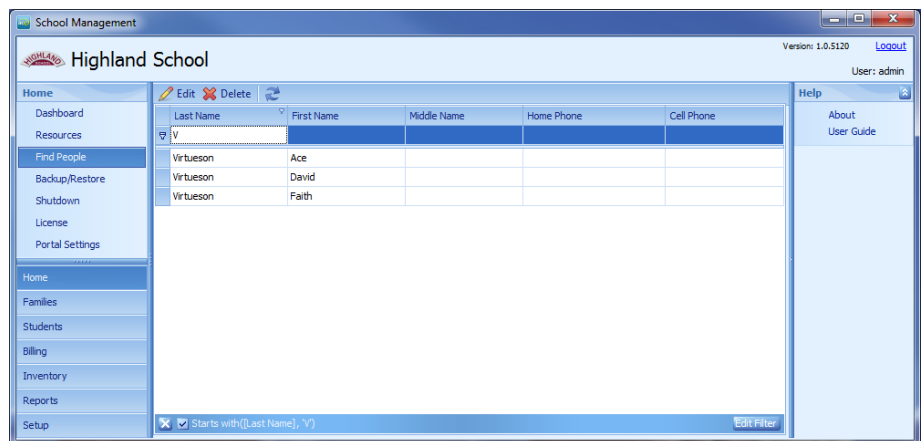 School Management
Version: 1.0.5120 Logout
HIGHLAND
Highland School
User: admin
Home
Dashboard
Resources
Find People
Backup/Restore
Shutdown
License
Portal Settings
Home
Families
Students
Billing
Inventory
Reports
Setup
Edit Delete
Last Name First Name Middle Name Home Phone Cell Phone
V
Virtueson Ace
Virtueson David
Virtueson Faith
Starts with([Last Name], 'V') Edit Filter
Help
About
User Guide